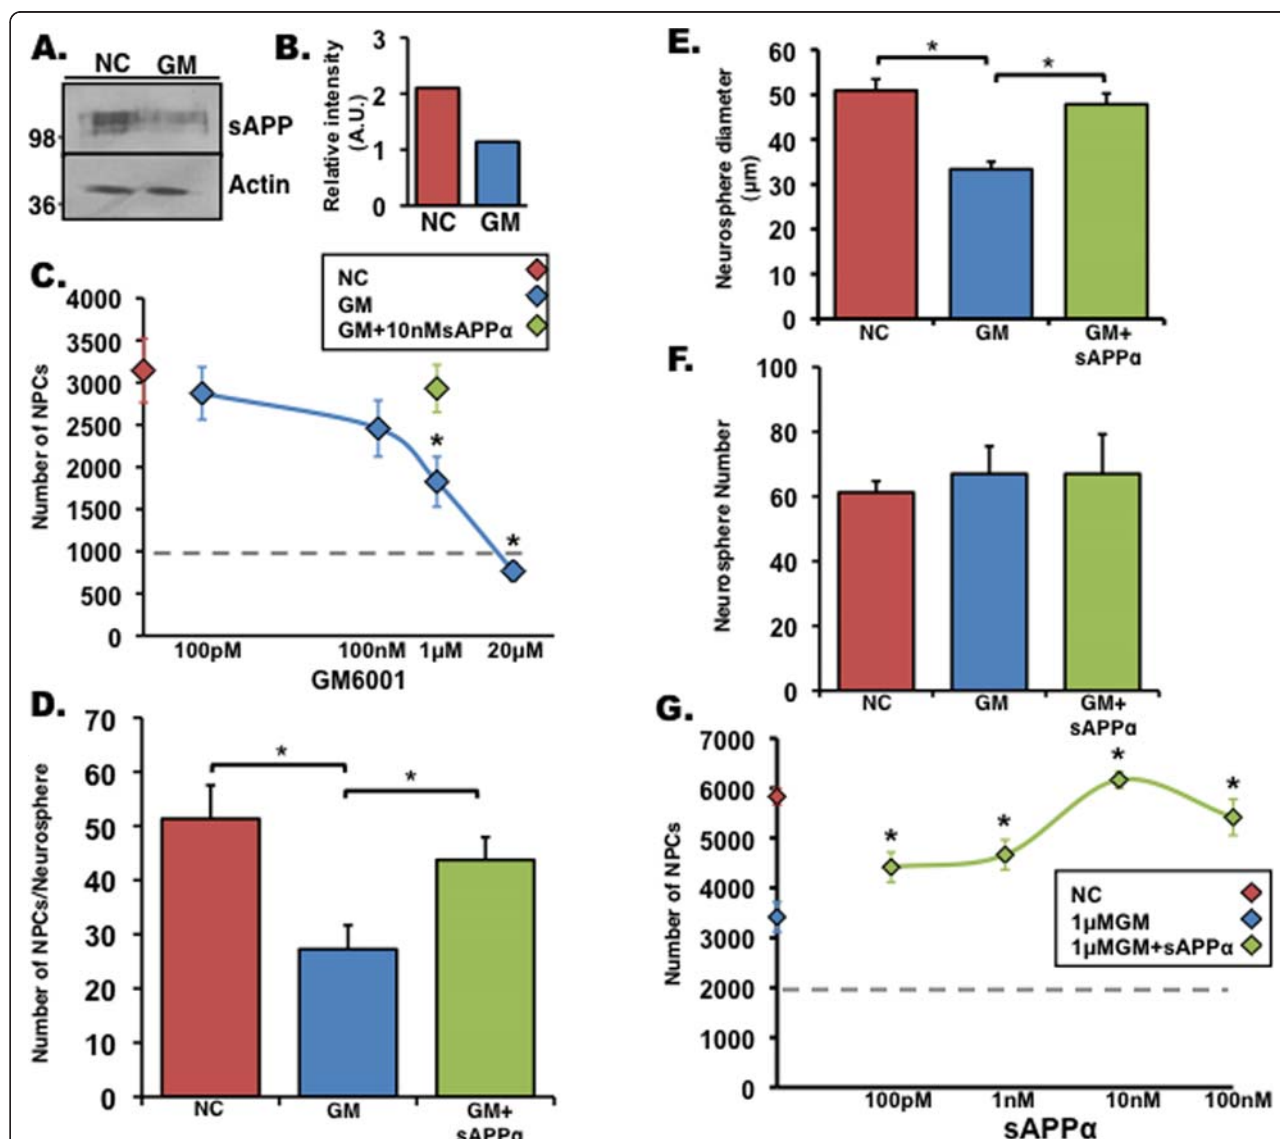 A.
NC GM
98
sAPP
36
Actin
B.
Relative intensity
(A.U.)
3
2
1
0
NC GM
C.
NC
GM
GM+10nMsAPPα
Number of NPCs
4000
3500
3000
2500
2000
1500
1000
500
0
*
*
100pM 100nM 1µM 20µM
GM6001
D.
Number of NPCs/Neurosphere
70
60
50
40
30
20
10
0
*
*
NC GM GM+
sAPPα
E.
Neurosphere diameter
(µm)
60
50
40
30
20
10
0
*
*
NC GM GM+
sAPPα
F.
Neurosphere Number
100
80
60
40
20
0
NC GM GM+
sAPPα
G.
Number of NPCs
7000
6000
5000
4000
3000
2000
1000
0
*
*
*
*
NC
1µMGM
1µMGM+sAPPα
100pM 1nM 10nM 100nM
sAPPα